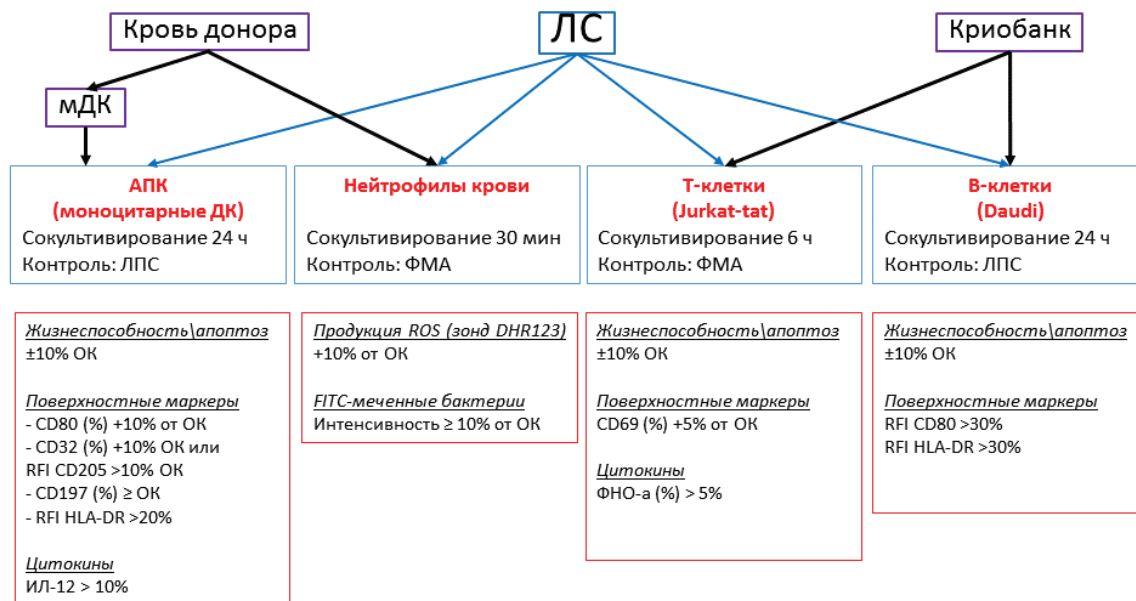 Кровь донора
ЛС
Криобанк
мДК
АПК
(моноцитарные ДК)
Сокультивирование 24 ч
Контроль: ЛПС
Нейтрофилы крови
Сокультивирование 30 мин
Контроль: ФМА
Т-клетки
(Jurkat-tat)
Сокультивирование 6 ч
Контроль: ФМА
В-клетки
(Daudi)
Сокультивирование 24 ч
Контроль: ЛПС
Жизнеспособность\апоптоз
±10% ОК
Поверхностные маркеры
- CD80 (%) +10% от ОК
- CD32 (%) +10% ОК или
RFI CD205 >10% ОК
- CD197 (%) ≥ ОК
- RFI HLA-DR >20%
Цитокины
ИЛ-12 > 10%
Продукция ROS (зонд DHR123)
+10% от ОК
FITC-меченные бактерии
Интенсивность ≥ 10% от ОК
Жизнеспособность\апоптоз
±10% ОК
Поверхностные маркеры
CD69 (%) +5% от ОК
Цитокины
ФНО-а (%) > 5%
Жизнеспособность\апоптоз
±10% ОК
Поверхностные маркеры
RFI CD80 >30%
RFI HLA-DR >30%